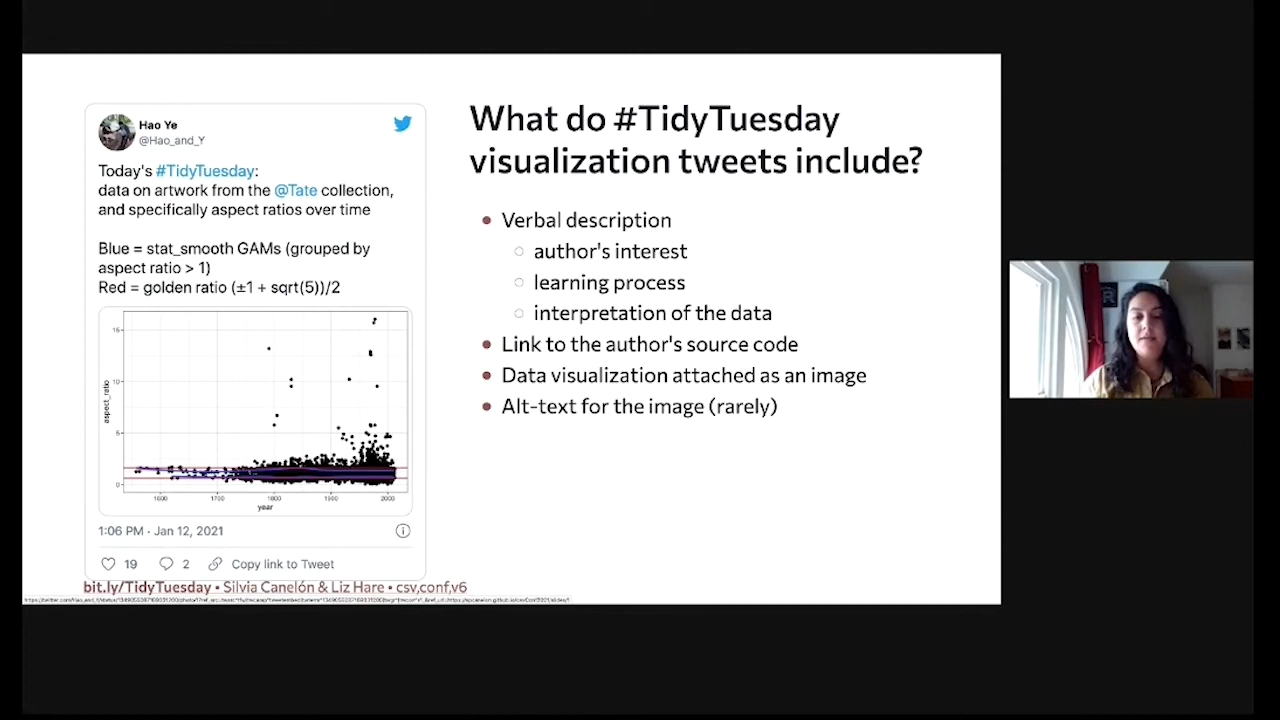 Hao Ye
@Hao_and_Y
Today's #TidyTuesday:
data on artwork from the @Tate collection,
and specifically aspect ratios over time
Blue = stat_smooth GAMs (grouped by
aspect ratio > 1)
Red = golden ratio (±1 + sqrt(5))/2
15
10
5
0
aspect_ratio
1600 1700 1800 1900 2000
year
1:06 PM · Jan 12, 2021
19 2 Copy link to Tweet
What do #TidyTuesday
visualization tweets include?
Verbal description
author's interest
learning process
interpretation of the data
Link to the author's source code
Data visualization attached as an image
Alt-text for the image (rarely)
bit.ly/TidyTuesday • Silvia Canelón & Liz Hare • csv,conf,v6